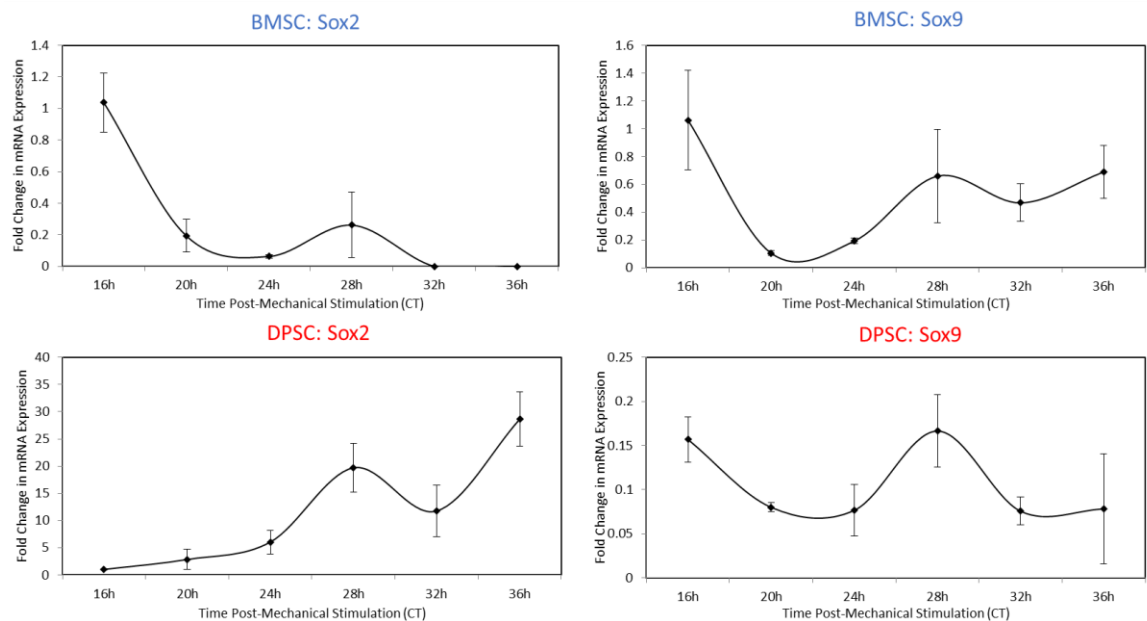 BMSC: Sox2
Fold Change in mRNA Expression
1.4
1.2
1
0.8
0.6
0.4
0.2
0
16h 20h 24h 28h 32h 36h
Time Post-Mechanical Stimulation (CT)
BMSC: Sox9
Fold Change in mRNA Expression
1.6
1.4
1.2
1
0.8
0.6
0.4
0.2
0
16h 20h 24h 28h 32h 36h
Time Post-Mechanical Stimulation (CT)
DPSC: Sox2
Fold Change in mRNA Expression
40
35
30
25
20
15
10
5
0
16h 20h 24h 28h 32h 36h
Time Post-Mechanical Stimulation (CT)
DPSC: Sox9
Fold Change in mRNA Expression
0.25
0.2
0.15
0.1
0.05
0
16h 20h 24h 28h 32h 36h
Time Post-Mechanical Stimulation (CT)